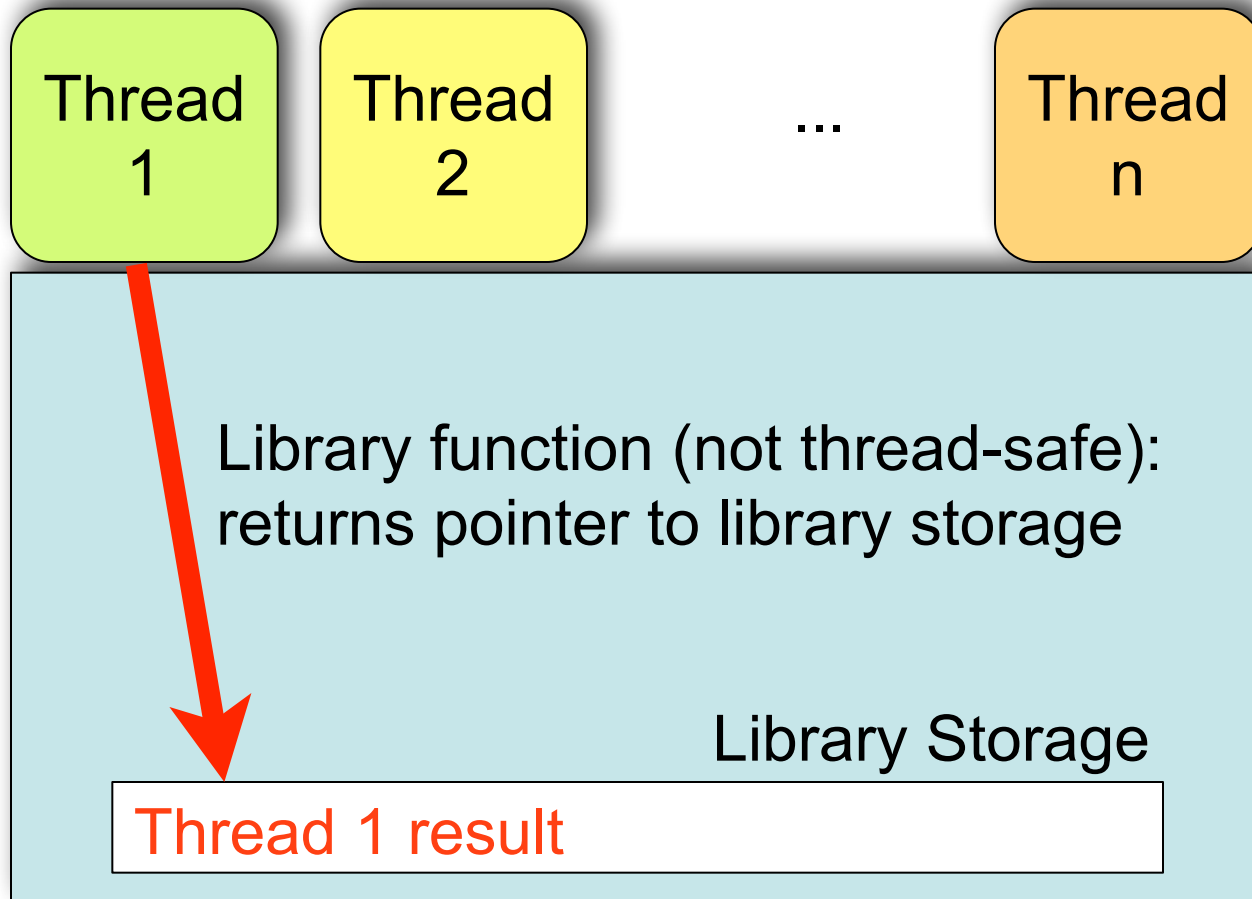 Thread
1
Thread
2
...
Thread
n
Library function (not thread-safe):
returns pointer to library storage
Library Storage
Thread 1 result